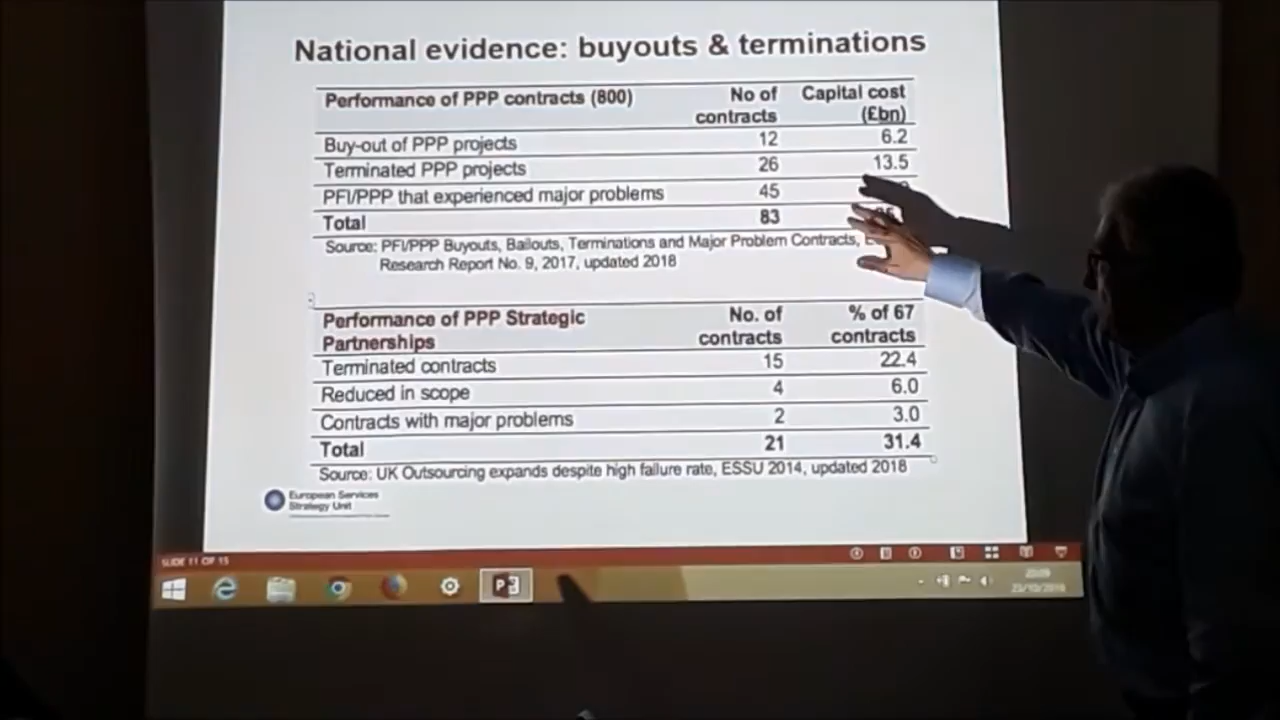 National evidence: buyouts & terminations
Performance of PPP contracts (800) No of contracts Capital cost (£bn)
Buy-out of PPP projects 12 6.2
Terminated PPP projects 26 13.5
PFI/PPP that experienced major problems 45
Total 83
Source: PFI/PPP Buyouts, Bailouts, Terminations and Major Problem Contracts,
Research Report No. 9, 2017, updated 2018
Performance of PPP Strategic Partnerships No. of contracts % of 67 contracts
Terminated contracts 15 22.4
Reduced in scope 4 6.0
Contracts with major problems 2 3.0
Total 21 31.4
Source: UK Outsourcing expands despite high failure rate, ESSU 2014, updated 2018
European Services
Strategy Unit
SLIDE 11 OF 15